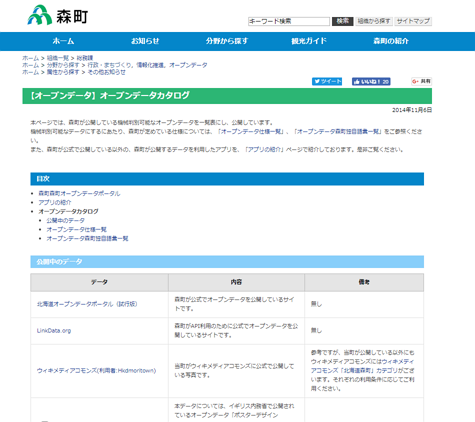 森町
キーワード検索
検索
組織から探す
サイトマップ
ホーム お知らせ 分野から探す 観光ガイド 森町の紹介
ホーム > 組織一覧 > 総務課
ホーム > 分野から探す > 行政・まちづくり、情報化推進、オープンデータ
ホーム > 属性から探す > その他お知らせ
ツイート いいね! 20 共有
【オープンデータ】オープンデータカタログ
2014年11月6日
本ページでは、森町が公開している機械判別可能なオープンデータを一覧表にし、公開しています。
機械判別可能なデータにするにあたり、森町が定めている仕様については、「オープンデータ仕様一覧」、「オープンデータ森町独自語彙一覧」をご参照くださ
い。
また、森町が公式で公開している以外の、森町が公開するデータを利用したアプリを、「アプリの紹介」ページで紹介しております。是非ご覧ください。
目次
森町森町オープンデータポータル
アプリの紹介
オープンデータカタログ
公開中のデータ
オープンデータ仕様一覧
オープンデータ森町独自語彙一覧
公開中のデータ
データ 内容 備考
北海道オープンデータポータル（試行版）
森町が公式でオープンデータを公開しているサイ
トです。
無し
LinkData.org
森町がAPI利用のために公式でオープンデータを公
開しているサイトです。
無し
ウィキメディアコモンズ(利用者:Hkdmoritown)
当町がウィキメディアコモンズに公式で公開して
いる写真です。
参考ですが、当町が公開している以外にも
ウィキメディアコモンズにはウィキメディ
アコモンズ「北海道森町」カテゴリがござ
います。それぞれの利用条件に応じてご利
用ください。
本データについては、イギリス内務省で公開され
ているオープンデータ「ポスターデザイン